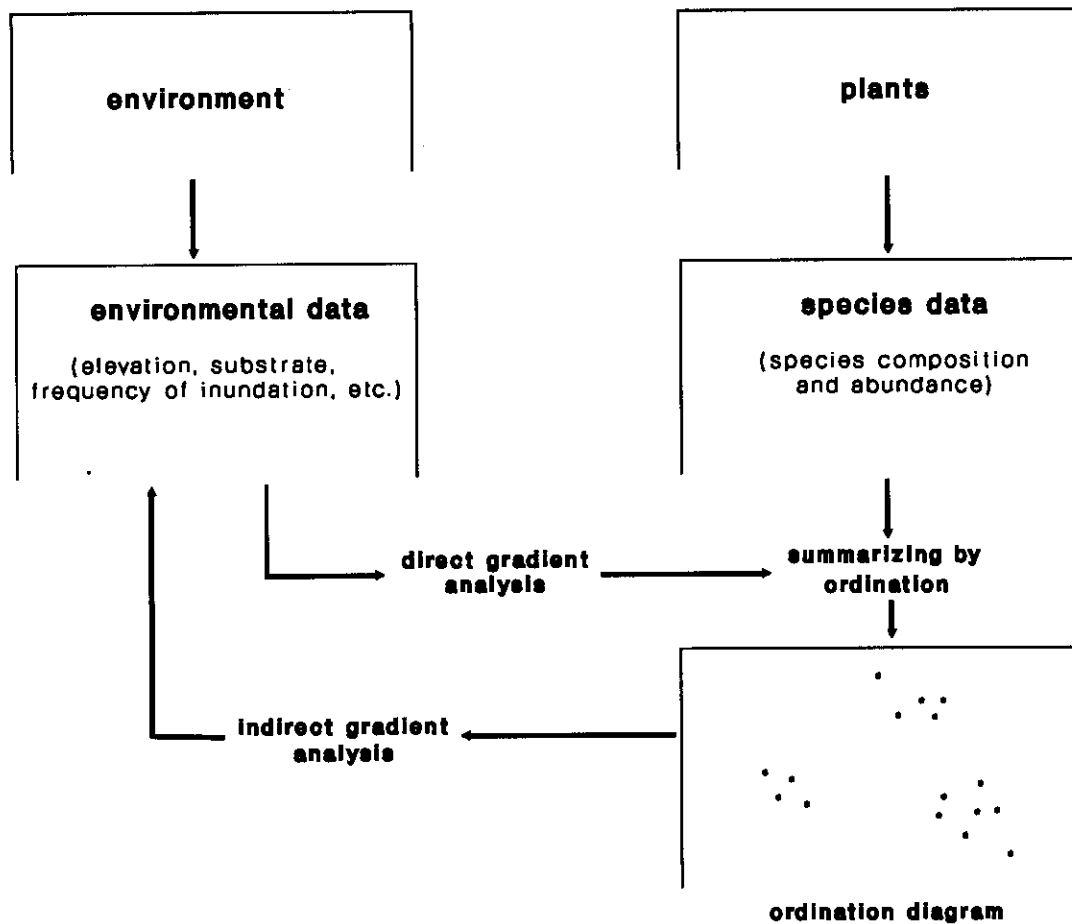 environment
plants
environmental data
(elevation, substrate,
frequency of inundation, etc.)
species data
(species composition
and abundance)
direct gradient
analysis
summarizing by
ordination
indirect gradient
analysis
ordination diagram